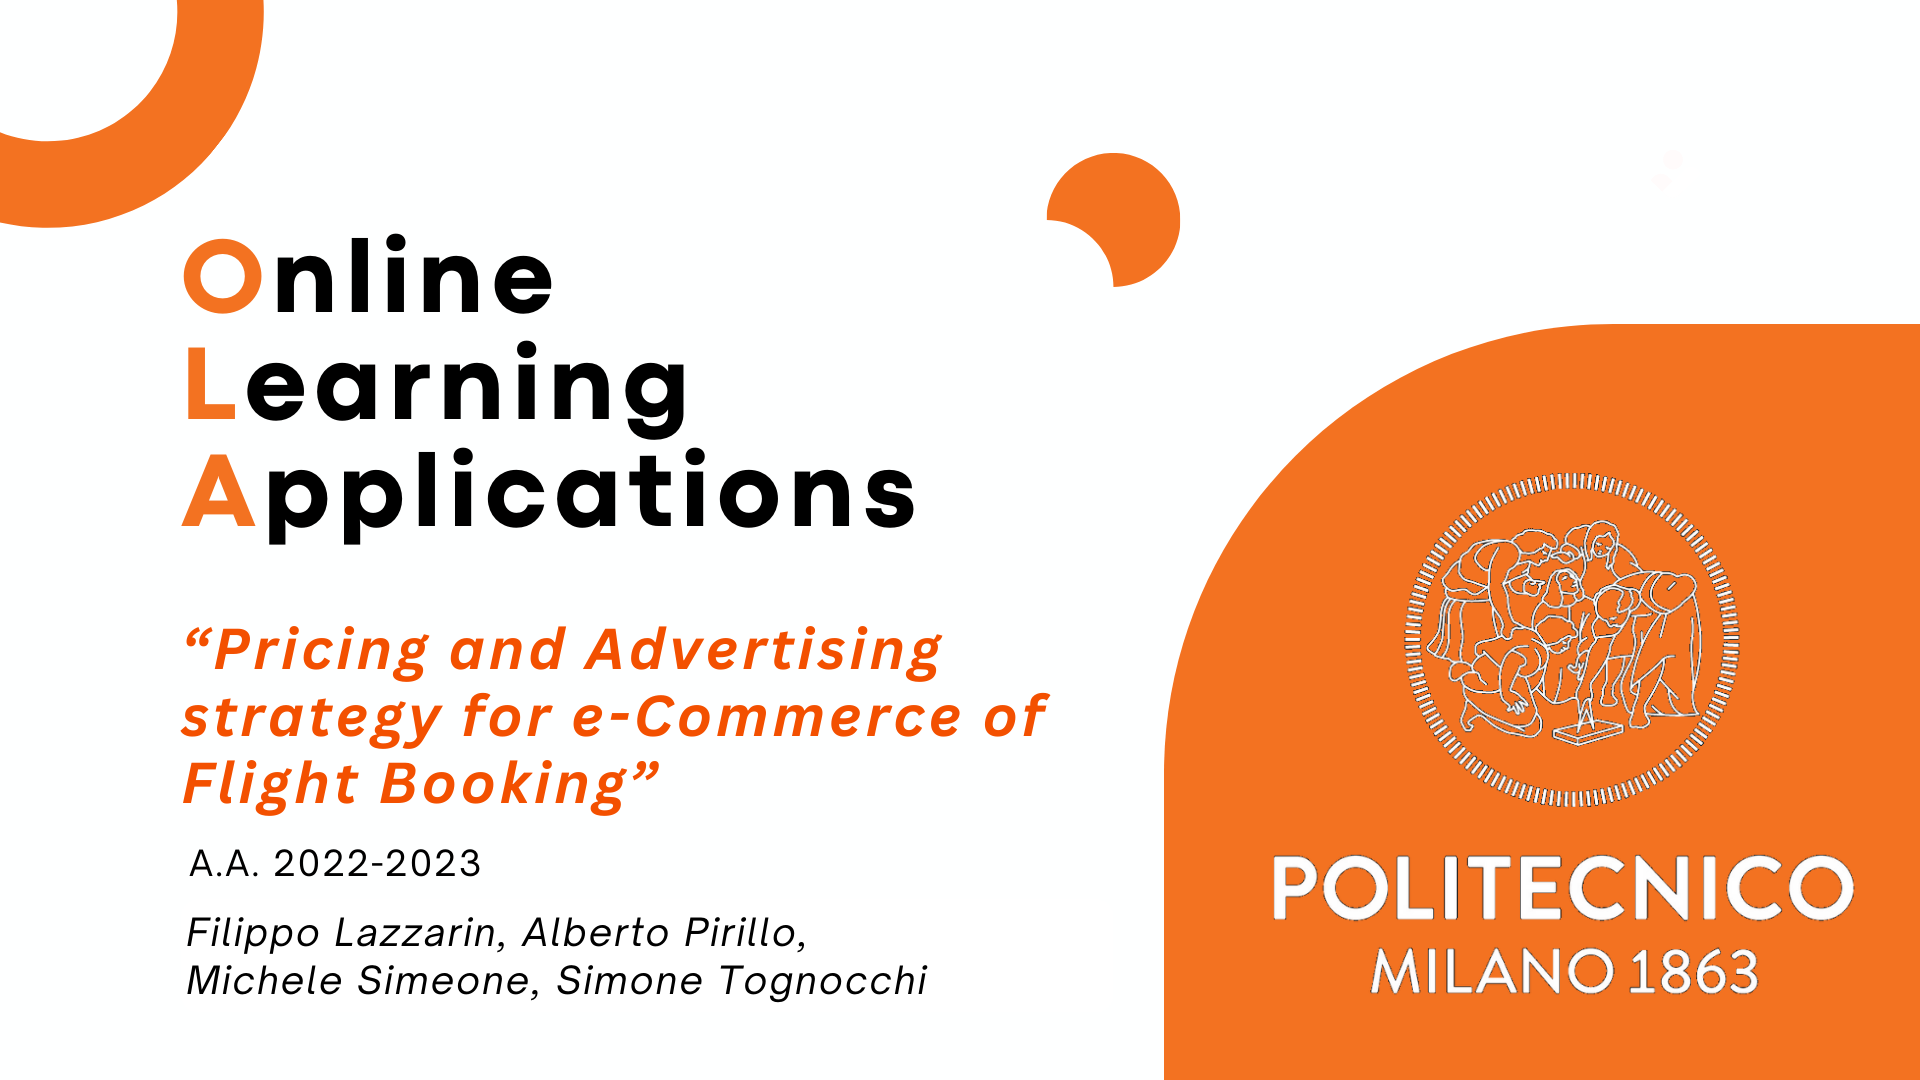 Online
Learning
Applications
“Pricing and Advertising
strategy for e-Commerce of
Flight Booking”
A.A. 2022-2023
Filippo Lazzarin, Alberto Pirillo,
Michele Simeone, Simone Tognocchi
POLITECNICO
MILANO 1863